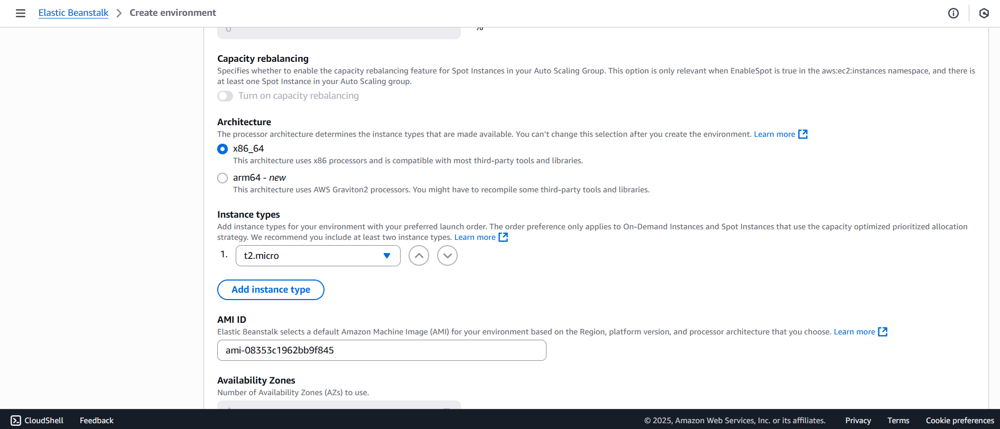 Elastic Beanstalk > Create environment
0 %
Capacity rebalancing
Specifies whether to enable the capacity rebalancing feature for Spot Instances in your Auto Scaling Group. This option is only relevant when EnableSpot is true in the aws:ec2:instances namespace, and there is
at least one Spot Instance in your Auto Scaling group.
Turn on capacity rebalancing
Architecture
The processor architecture determines the instance types that are made available. You can’t change this selection after you create the environment. Learn more
x86_64
This architecture uses x86 processors and is compatible with most third-party tools and libraries.
arm64 - new
This architecture uses AWS Graviton2 processors. You might have to recompile some third-party tools and libraries.
Instance types
Add instance types for your environment with your preferred launch order. The order preference only applies to On-Demand Instances and Spot Instances that use the capacity optimized prioritized allocation
strategy. We recommend you include at least two instance types. Learn more
1. t2.micro
Add instance type
AMI ID
Elastic Beanstalk selects a default Amazon Machine Image (AMI) for your environment based on the Region, platform version, and processor architecture that you choose. Learn more
ami-08353c1962bb9f845
Availability Zones
Number of Availability Zones (AZs) to use.
CloudShell Feedback © 2025, Amazon Web Services, Inc. or its affiliates. Privacy Terms Cookie preferences